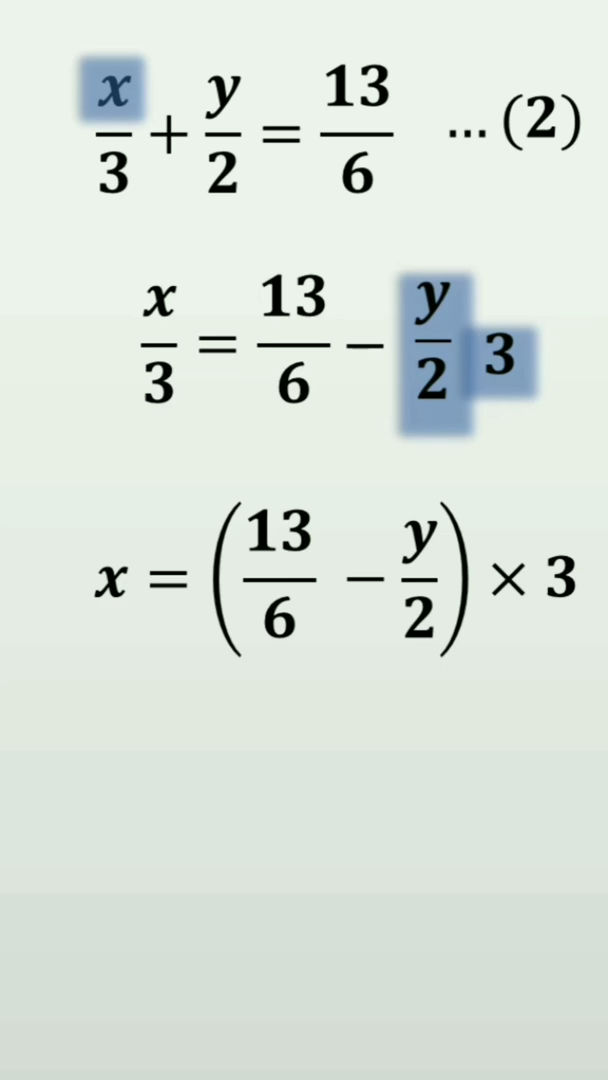 x/3 + y/2 = 13/6 ... (2)
x/3 = 13/6 − y/2 3
x = (13/6 − y/2) × 3